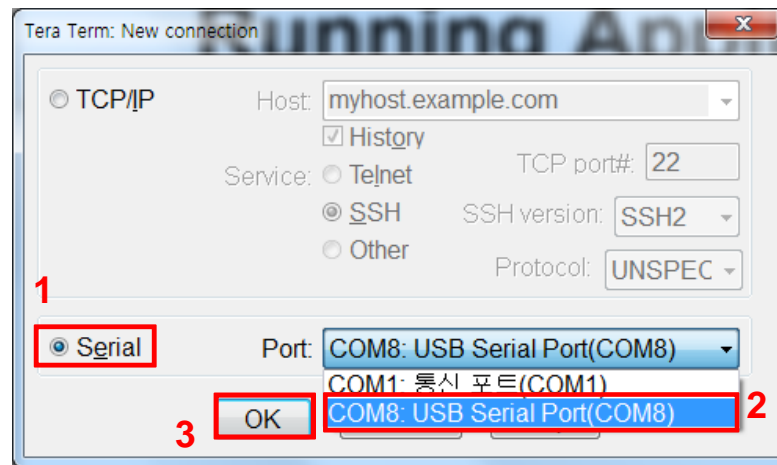 Running Appli
Tera Term: New connection
TCP/IP
Host: myhost.example.com
History
Service: Telnet
TCP port#: 22
SSH
SSH version: SSH2
Other
Protocol: UNSPEC
1
Serial
Port: COM8: USB Serial Port(COM8)
COM1: 통신 포트(COM1)
COM8: USB Serial Port(COM8)
2
3
OK